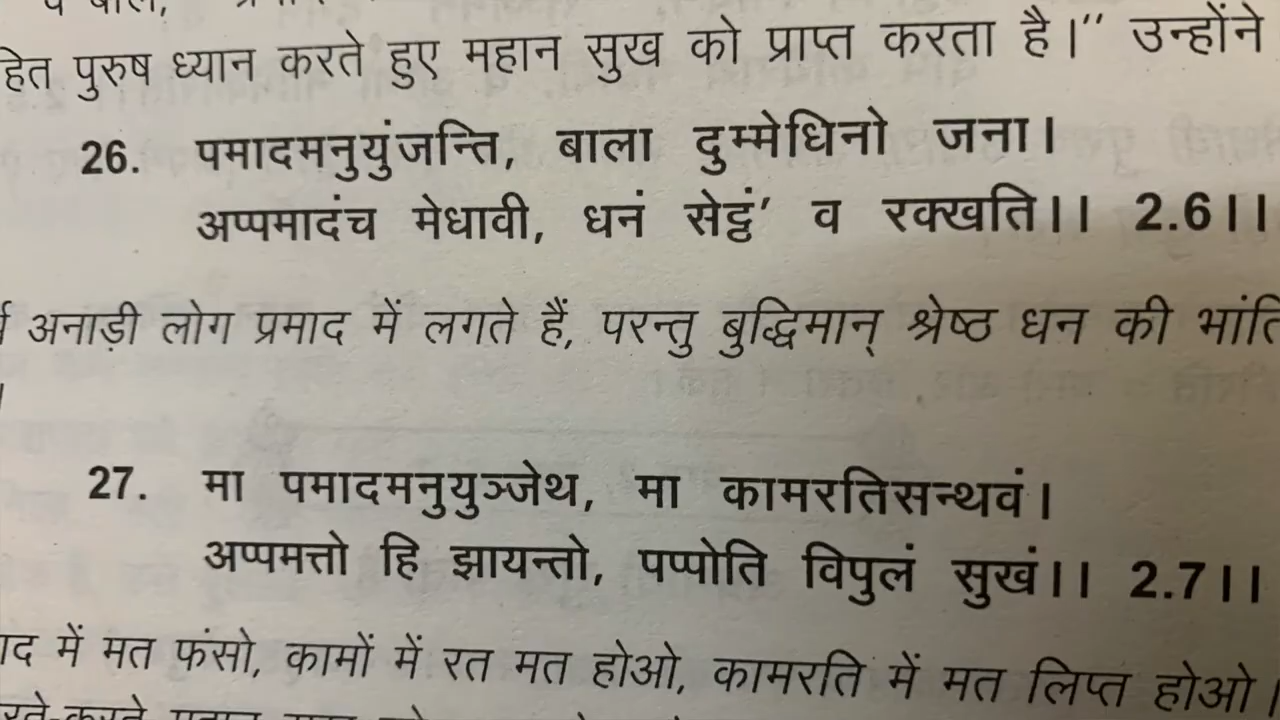 हित पुरुष ध्यान करते हुए महान सुख को प्राप्त करता है।" उन्होंने
26. पमादमनुयुंजन्ति, बाला दुम्मेधिनो जना।
अप्पमादंच मेधावी, धनं सेट्ठं' व रक्खति।। 2.6।।
अनाड़ी लोग प्रमाद में लगते हैं, परन्तु बुद्धिमान् श्रेष्ठ धन की भांति
27. मा पमादमनुयुञ्जेथ, मा कामरतिसन्थवं।
अप्पमत्तो हि झायन्तो, पप्पोति विपुलं सुखं।। 2.7।।
ाद में मत फंसो, कामों में रत मत होओ, कामरति में मत लिप्त होओ।